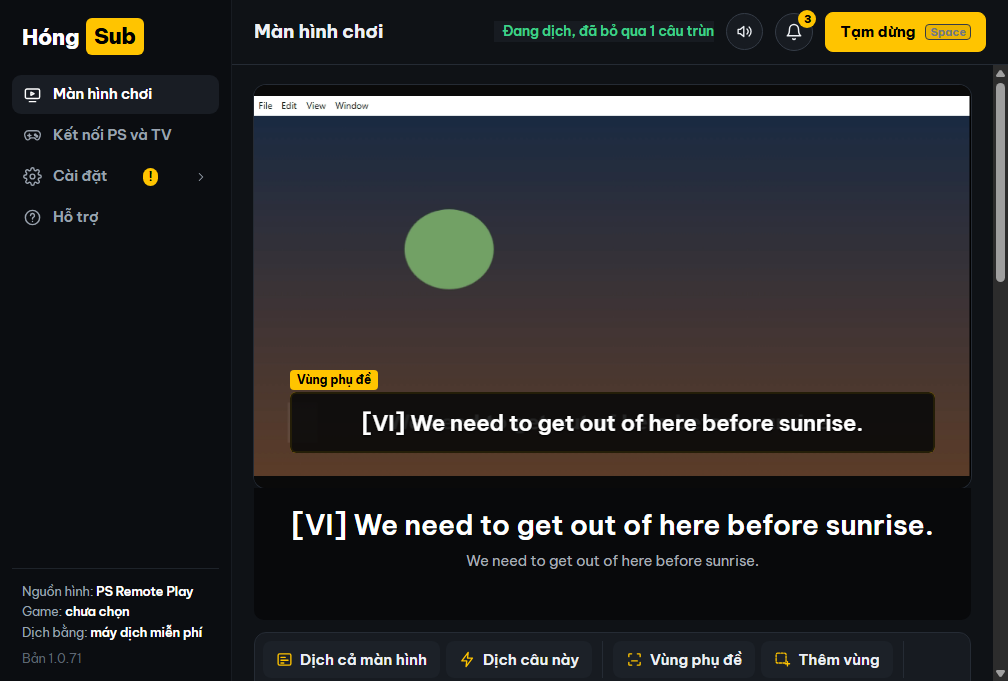 Hóng Sub
Màn hình chơi
Kết nối PS và TV
Cài đặt !
Hỗ trợ
Nguồn hình: PS Remote Play
Game: chưa chọn
Dịch bằng: máy dịch miễn phí
Bản 1.0.71
Màn hình chơi
Đang dịch, đã bỏ qua 1 câu trùn
3
Tạm dừng Space
File Edit View Window
Vùng phụ đề
[VI] We need to get out of here before sunrise.
[VI] We need to get out of here before sunrise.
We need to get out of here before sunrise.
Dịch cả màn hình
Dịch câu này
Vùng phụ đề
Thêm vùng